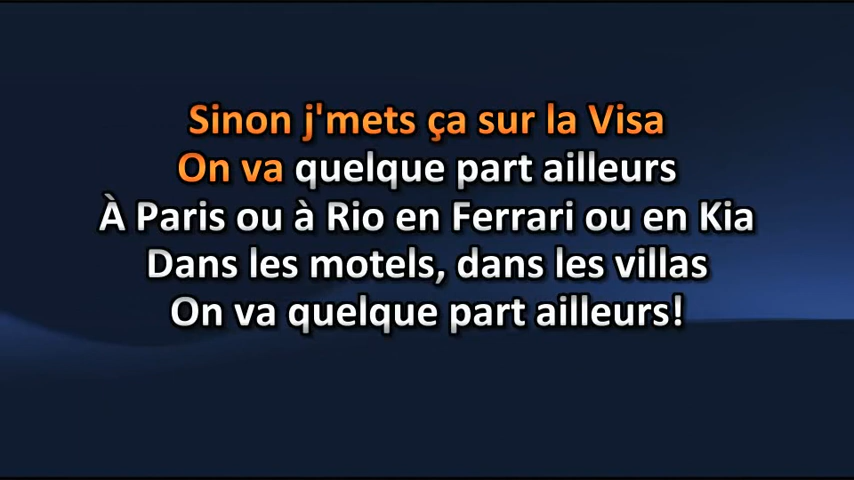 Sinon j'mets ça sur la Visa
On va quelque part ailleurs
À Paris ou à Rio en Ferrari ou en Kia
Dans les motels, dans les villas
On va quelque part ailleurs!